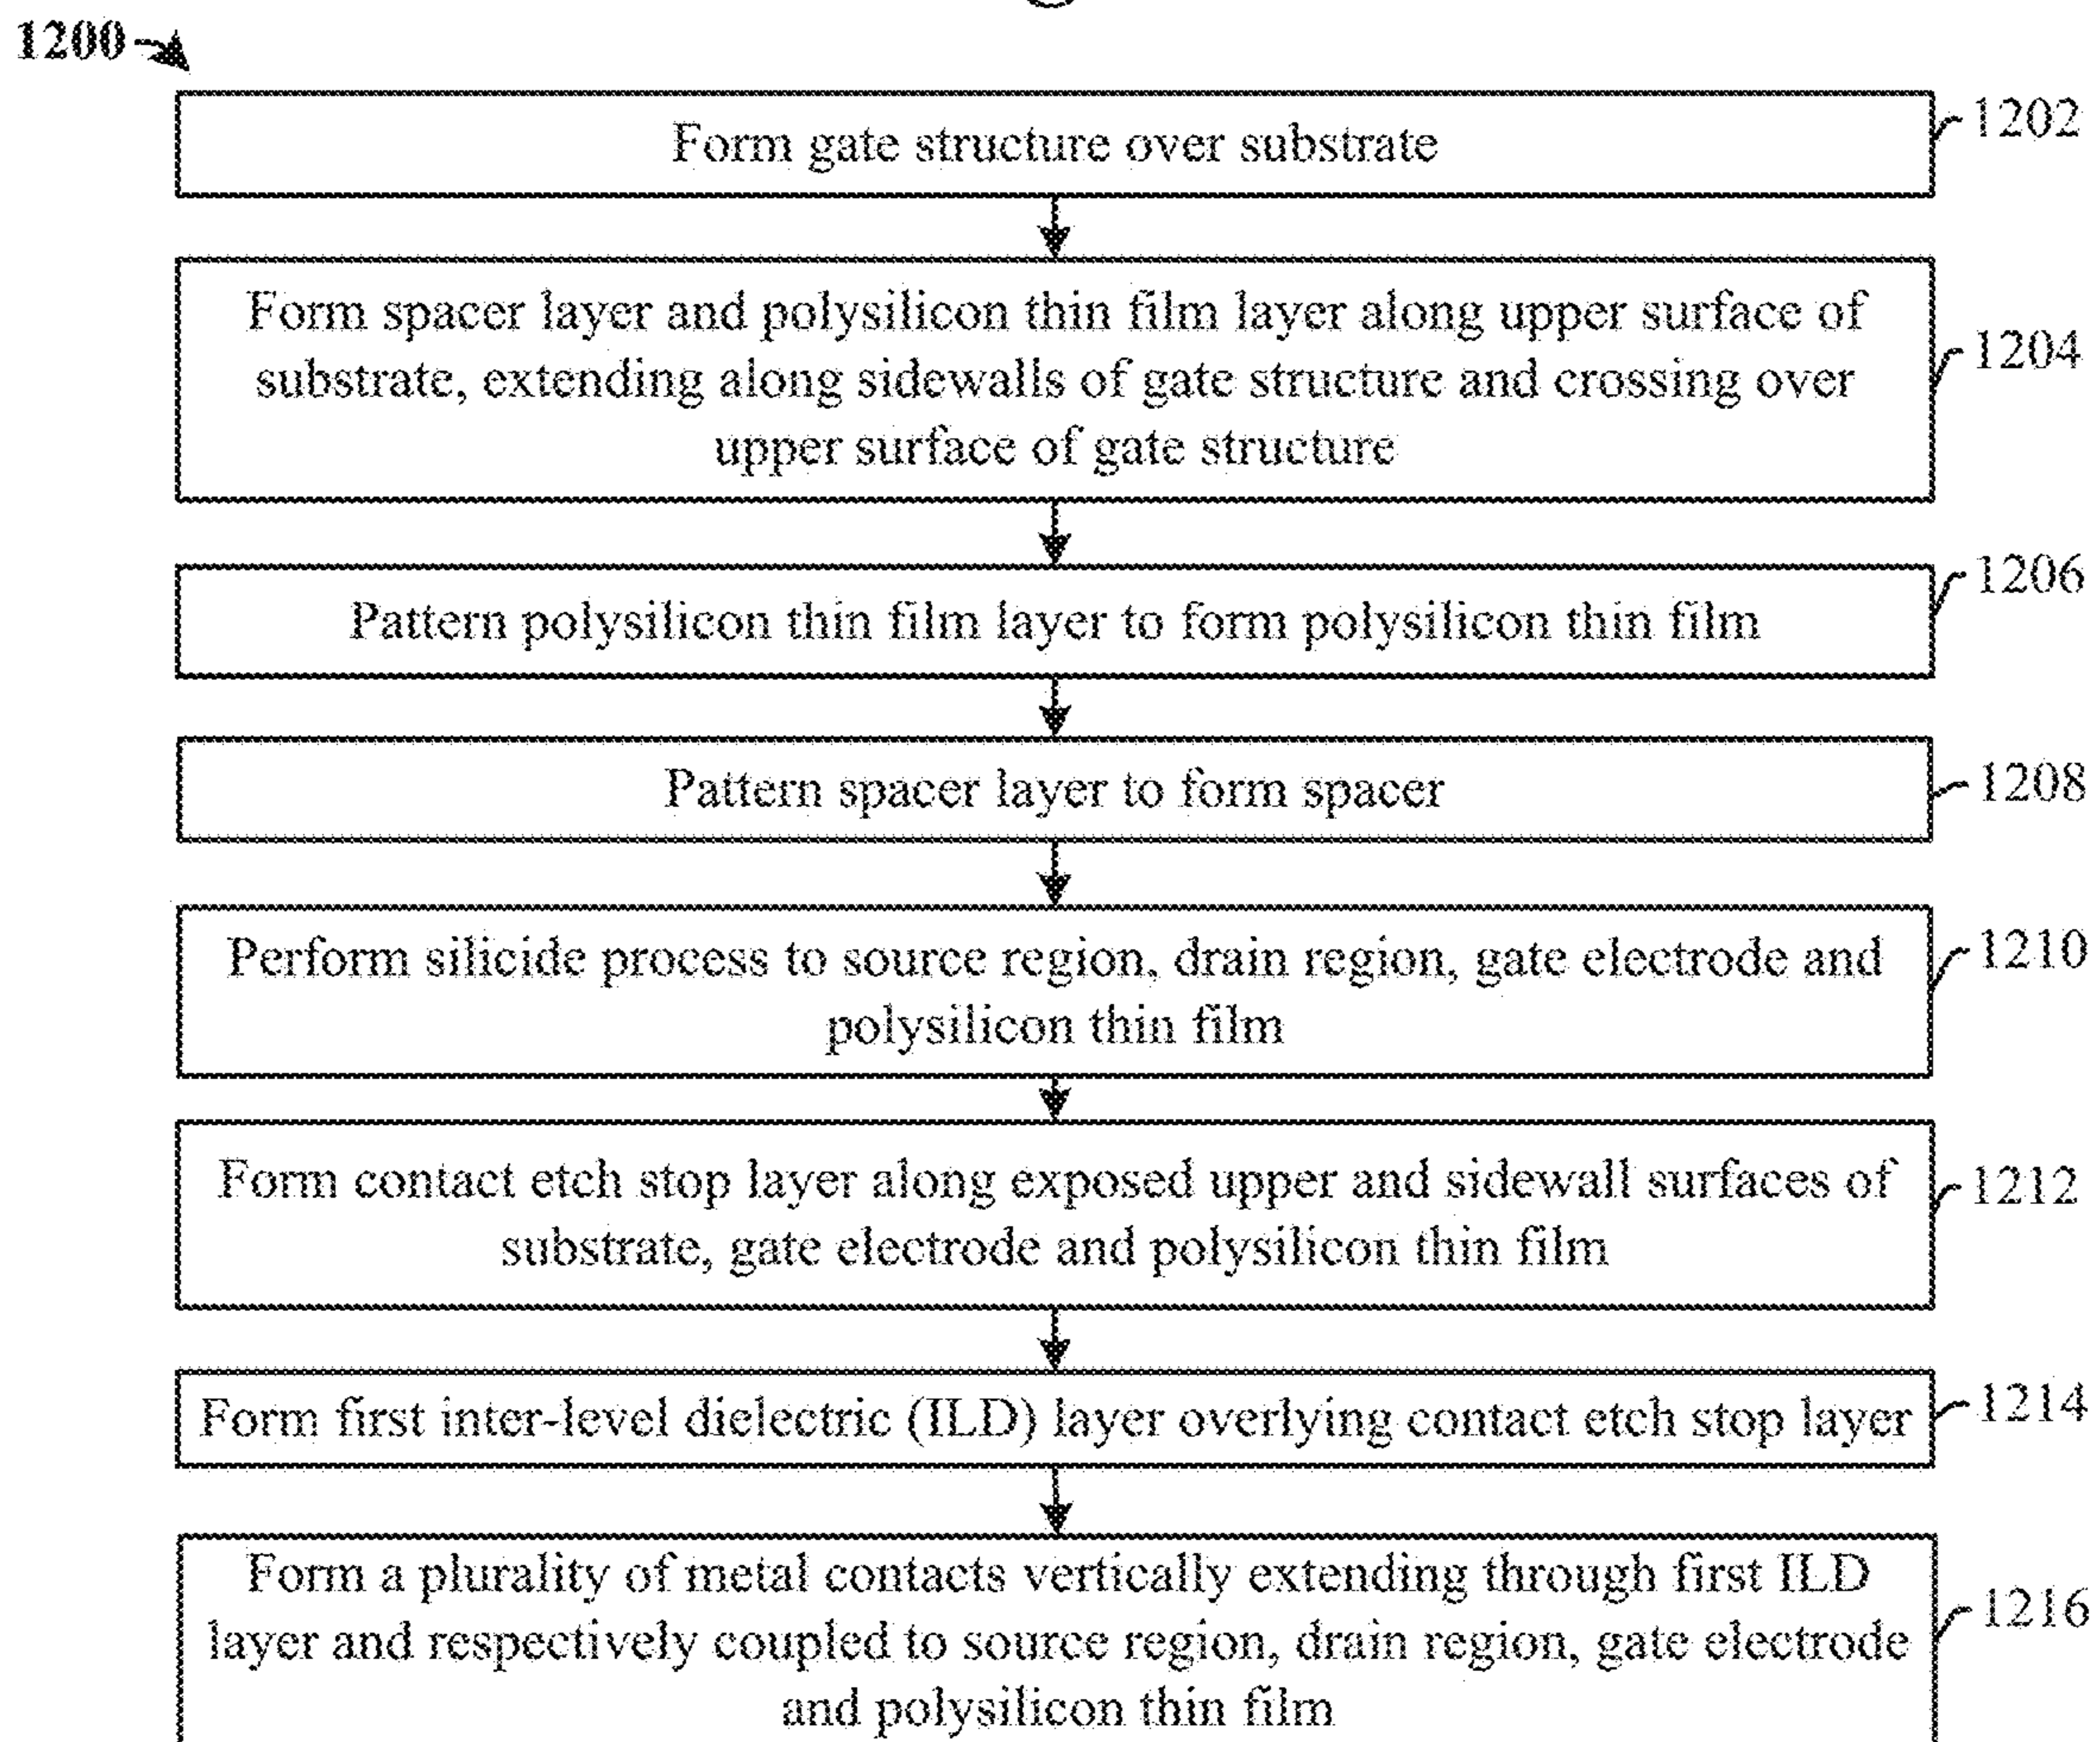 1200
Form gate structure over substrate
1202
Form spacer layer and polysilicon thin film layer along upper surface of
substrate, extending along sidewalls of gate structure and crossing over
upper surface of gate structure
1204
Pattern polysilicon thin film layer to form polysilicon thin film
1206
Pattern spacer layer to form spacer
1208
Perform silicide process to source region, drain region, gate electrode and
polysilicon thin film
1210
Form contact etch stop layer along exposed upper and sidewall surfaces of
substrate, gate electrode and polysilicon thin film
1212
Form first inter-level dielectric (ILD) layer overlying contact etch stop layer
1214
Form a plurality of metal contacts vertically extending through first ILD
layer and respectively coupled to source region, drain region, gate electrode
and polysilicon thin film
1216